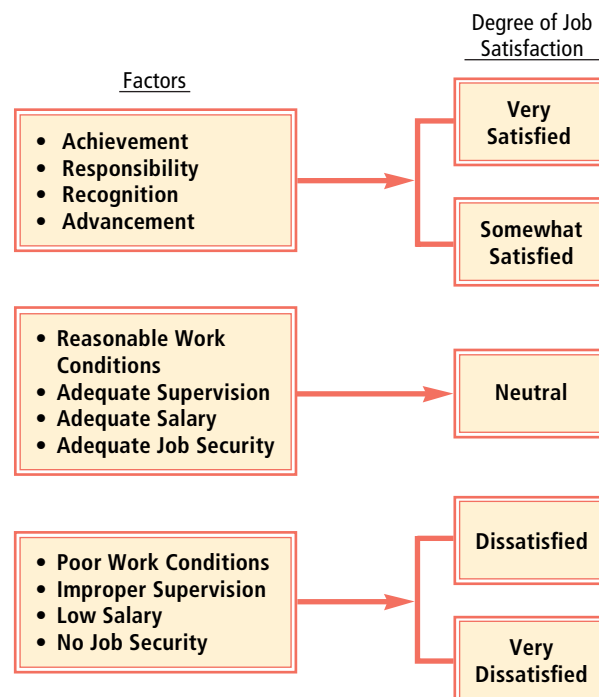 Degree of Job
Satisfaction
Factors
• Achievement
• Responsibility
• Recognition
• Advancement
Very
Satisfied
Somewhat
Satisfied
• Reasonable Work
Conditions
• Adequate Supervision
• Adequate Salary
• Adequate Job Security
Neutral
• Poor Work Conditions
• Improper Supervision
• Low Salary
• No Job Security
Dissatisfied
Very
Dissatisfied